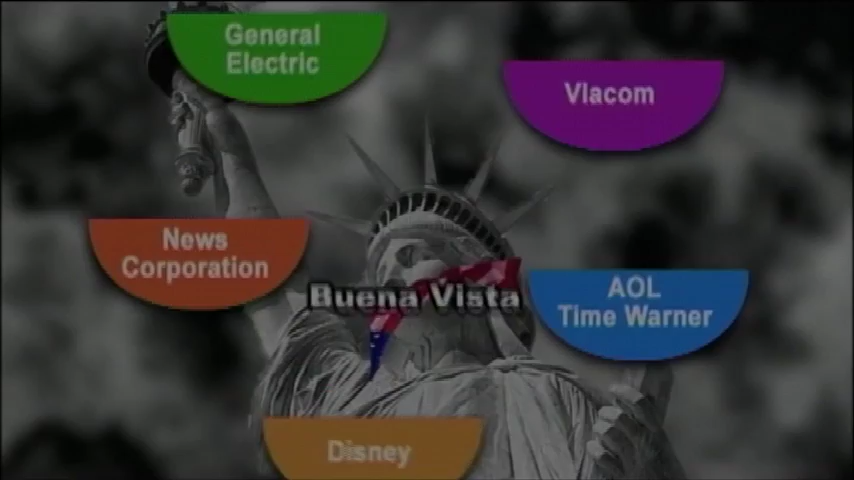 General
Electric
Viacom
News
Corporation
Buena Vista
AOL
Time Warner
Disney